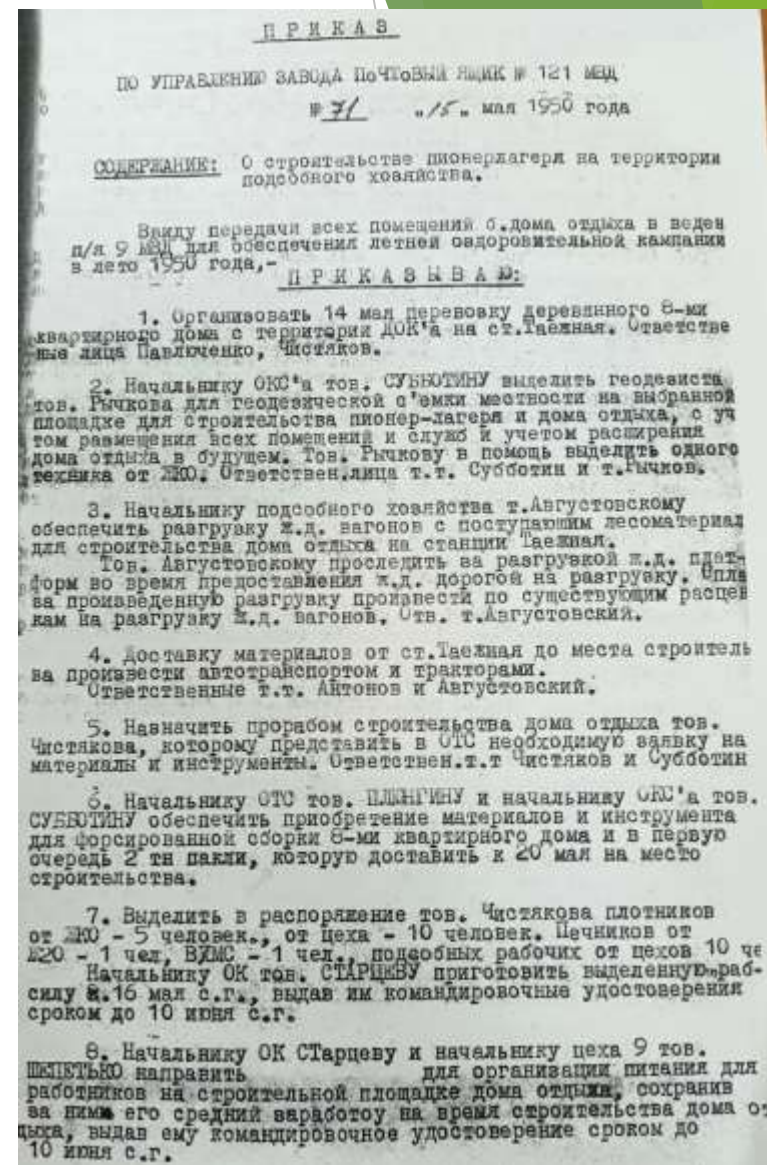 ПРИКАЗ
ПО УПРАВЛЕНИЮ ЗАВОДА ПоЧТоВЫЙ ЯЩИК № 121 МВД
№ 71 "15" мая 1950 года
СОДЕРЖАНИЕ: О строительстве пионерлагеря на территории
подсобного хозяйства.
Ввиду передачи всех помещений б.дома отдыха в веден
п/я 9 МВД для обеспечения летней оздоровительной кампании
в лето 1950 года,-
ПРИКАЗЫВАЮ:
1. Организовать 14 мая перевозку деревянного 8-ми
квартирного дома с территории ДОК'а на ст.Таежная. Ответстве
ные лица Павлюченко, Чистяков.
2. Начальнику ОКС'а тов. СУББОТИНУ выделить геодезиста
тов. Рычкова для геодезической с'емки местности на выбранной
площадке для строительства пионер-лагеря и дома отдыха, с уч
том размещения всех помещений и служб и учетом расширения
дома отдыха в будущем. Тов. Рычкову в помощь выделить одного
техника от ЖКО. Ответствен.лица т.т. Субботин и т.Рычков.
3. Начальнику подсобного хозяйства т.Августовскому
обеспечить разгрузку ж.д. вагонов с поступающим лесоматериал
для строительства дома отдыха на станции Таежная.
Тов. Августовскому проследить за разгрузкой ж.д. плат-
форм во время предоставления ж.д. дорогой на разгрузку. Опла
за произведенную разгрузку произвести по существующим расцен
кам на разгрузку ж.д. вагонов. Отв. т.Августовский.
4. Доставку материалов от ст.Таежная до места строитель
ва произвести автотранспортом и тракторами.
Ответственные т.т. Антонов и Августовский.
5. Назначить прорабом строительства дома отдыха тов.
Чистякова, которому представить в ОТС необходимую заявку на
материалы и инструменты. Ответствен.т.т Чистяков и Субботин
6. Начальнику ОТС тов. и начальнику ОКС'а тов.
СУББОТИНУ обеспечить приобретение материалов и инструмента
для форсированной сборки 8-ми квартирного дома и в первую
очередь 2 тн пакли, которую доставить к 20 мая на место
строительства.
7. Выделить в распоряжение тов. Чистякова плотников
от ЖКО - 5 человек., от цеха - 10 человек. Печников от
- 1 чел, - 1 чел., подсобных рабочих от цехов 10 че
Начальнику ОК тов. СТАРЦЕВУ приготовить выделенную раб-
силу к.16 мая с.г., выдав им командировочные удостоверения
сроком до 10 июня с.г.
8. Начальнику ОК СТарцеву и начальнику цеха 9 тов.
ШЕПЕТЬКО направить для организации питания для
работников на строительной площадке дома отдыха, сохранив
за ними его средний заработоу на время строительства дома от
дыха, выдав ему командировочное удостоверение сроком до
10 июня с.г.